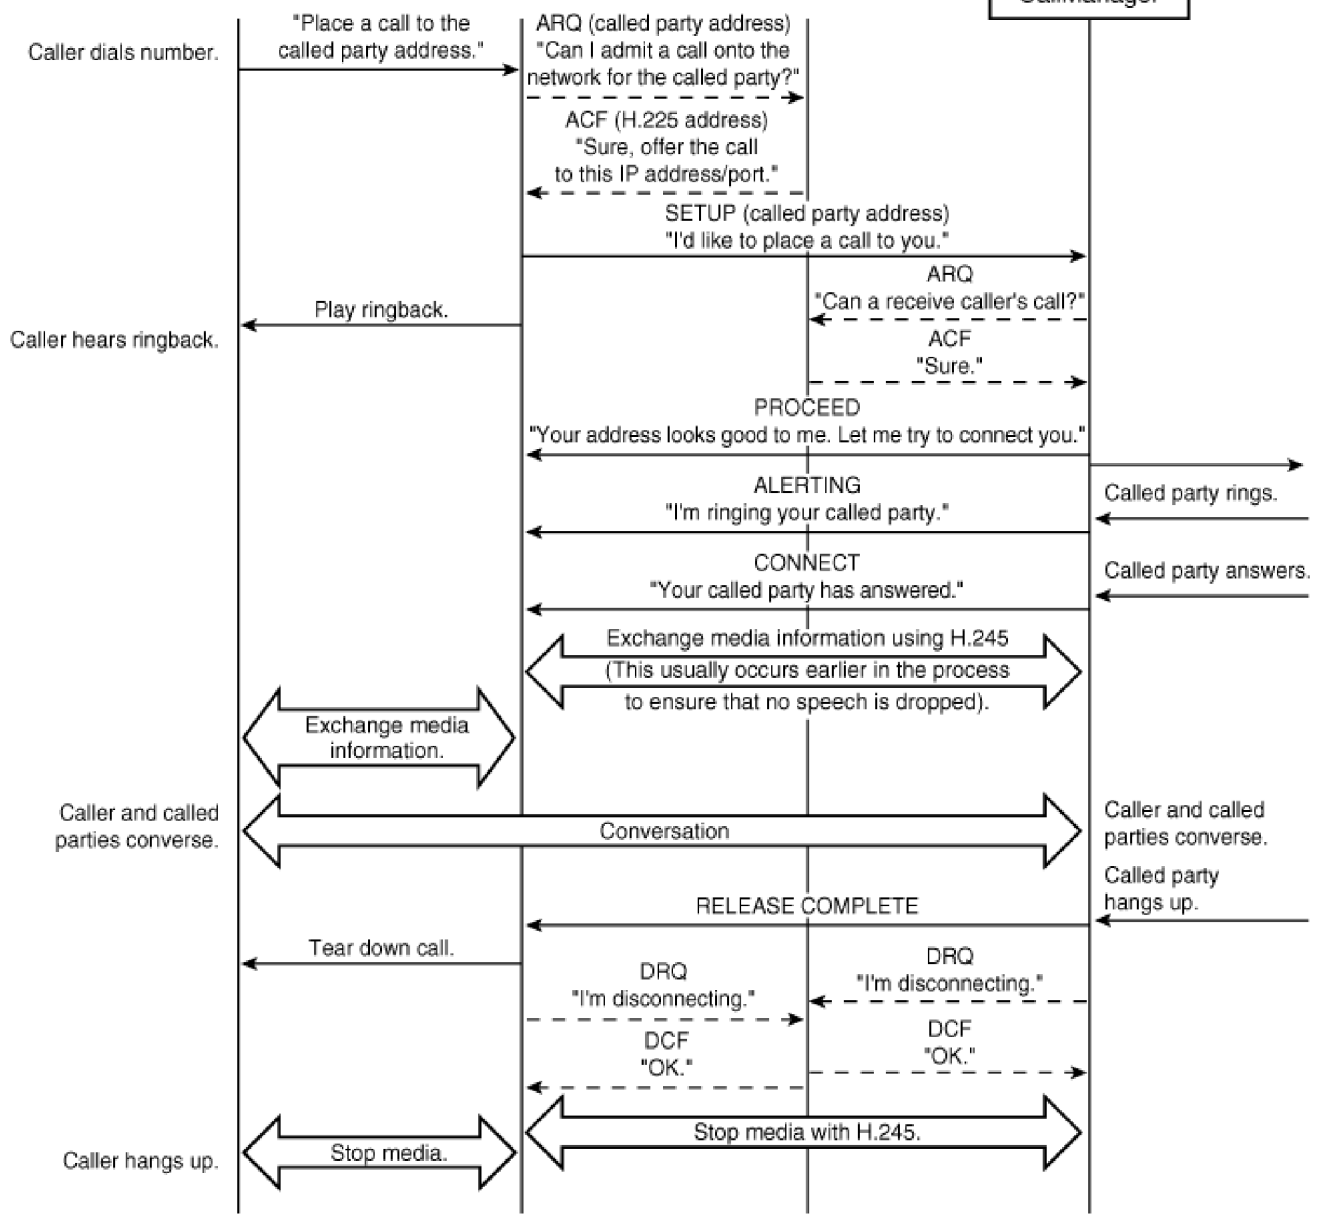 CallManager
"Place a call to the
called party address."
Caller dials number.
ARQ (called party address)
"Can I admit a call onto the
network for the called party?"
ACF (H.225 address)
"Sure, offer the call
to this IP address/port."
SETUP (called party address)
"I'd like to place a call to you."
ARQ
"Can a receive caller's call?"
Play ringback.
Caller hears ringback.
ACF
"Sure."
PROCEED
"Your address looks good to me. Let me try to connect you."
ALERTING
"I'm ringing your called party."
Called party rings.
CONNECT
"Your called party has answered."
Called party answers.
Exchange media information using H.245
(This usually occurs earlier in the process
to ensure that no speech is dropped).
Exchange media
information.
Caller and called
parties converse.
Conversation
Caller and called
parties converse.
Called party
hangs up.
RELEASE COMPLETE
Tear down call.
DRQ
"I'm disconnecting."
DRQ
"I'm disconnecting."
DCF
"OK."
DCF
"OK."
Stop media with H.245.
Stop media.
Caller hangs up.